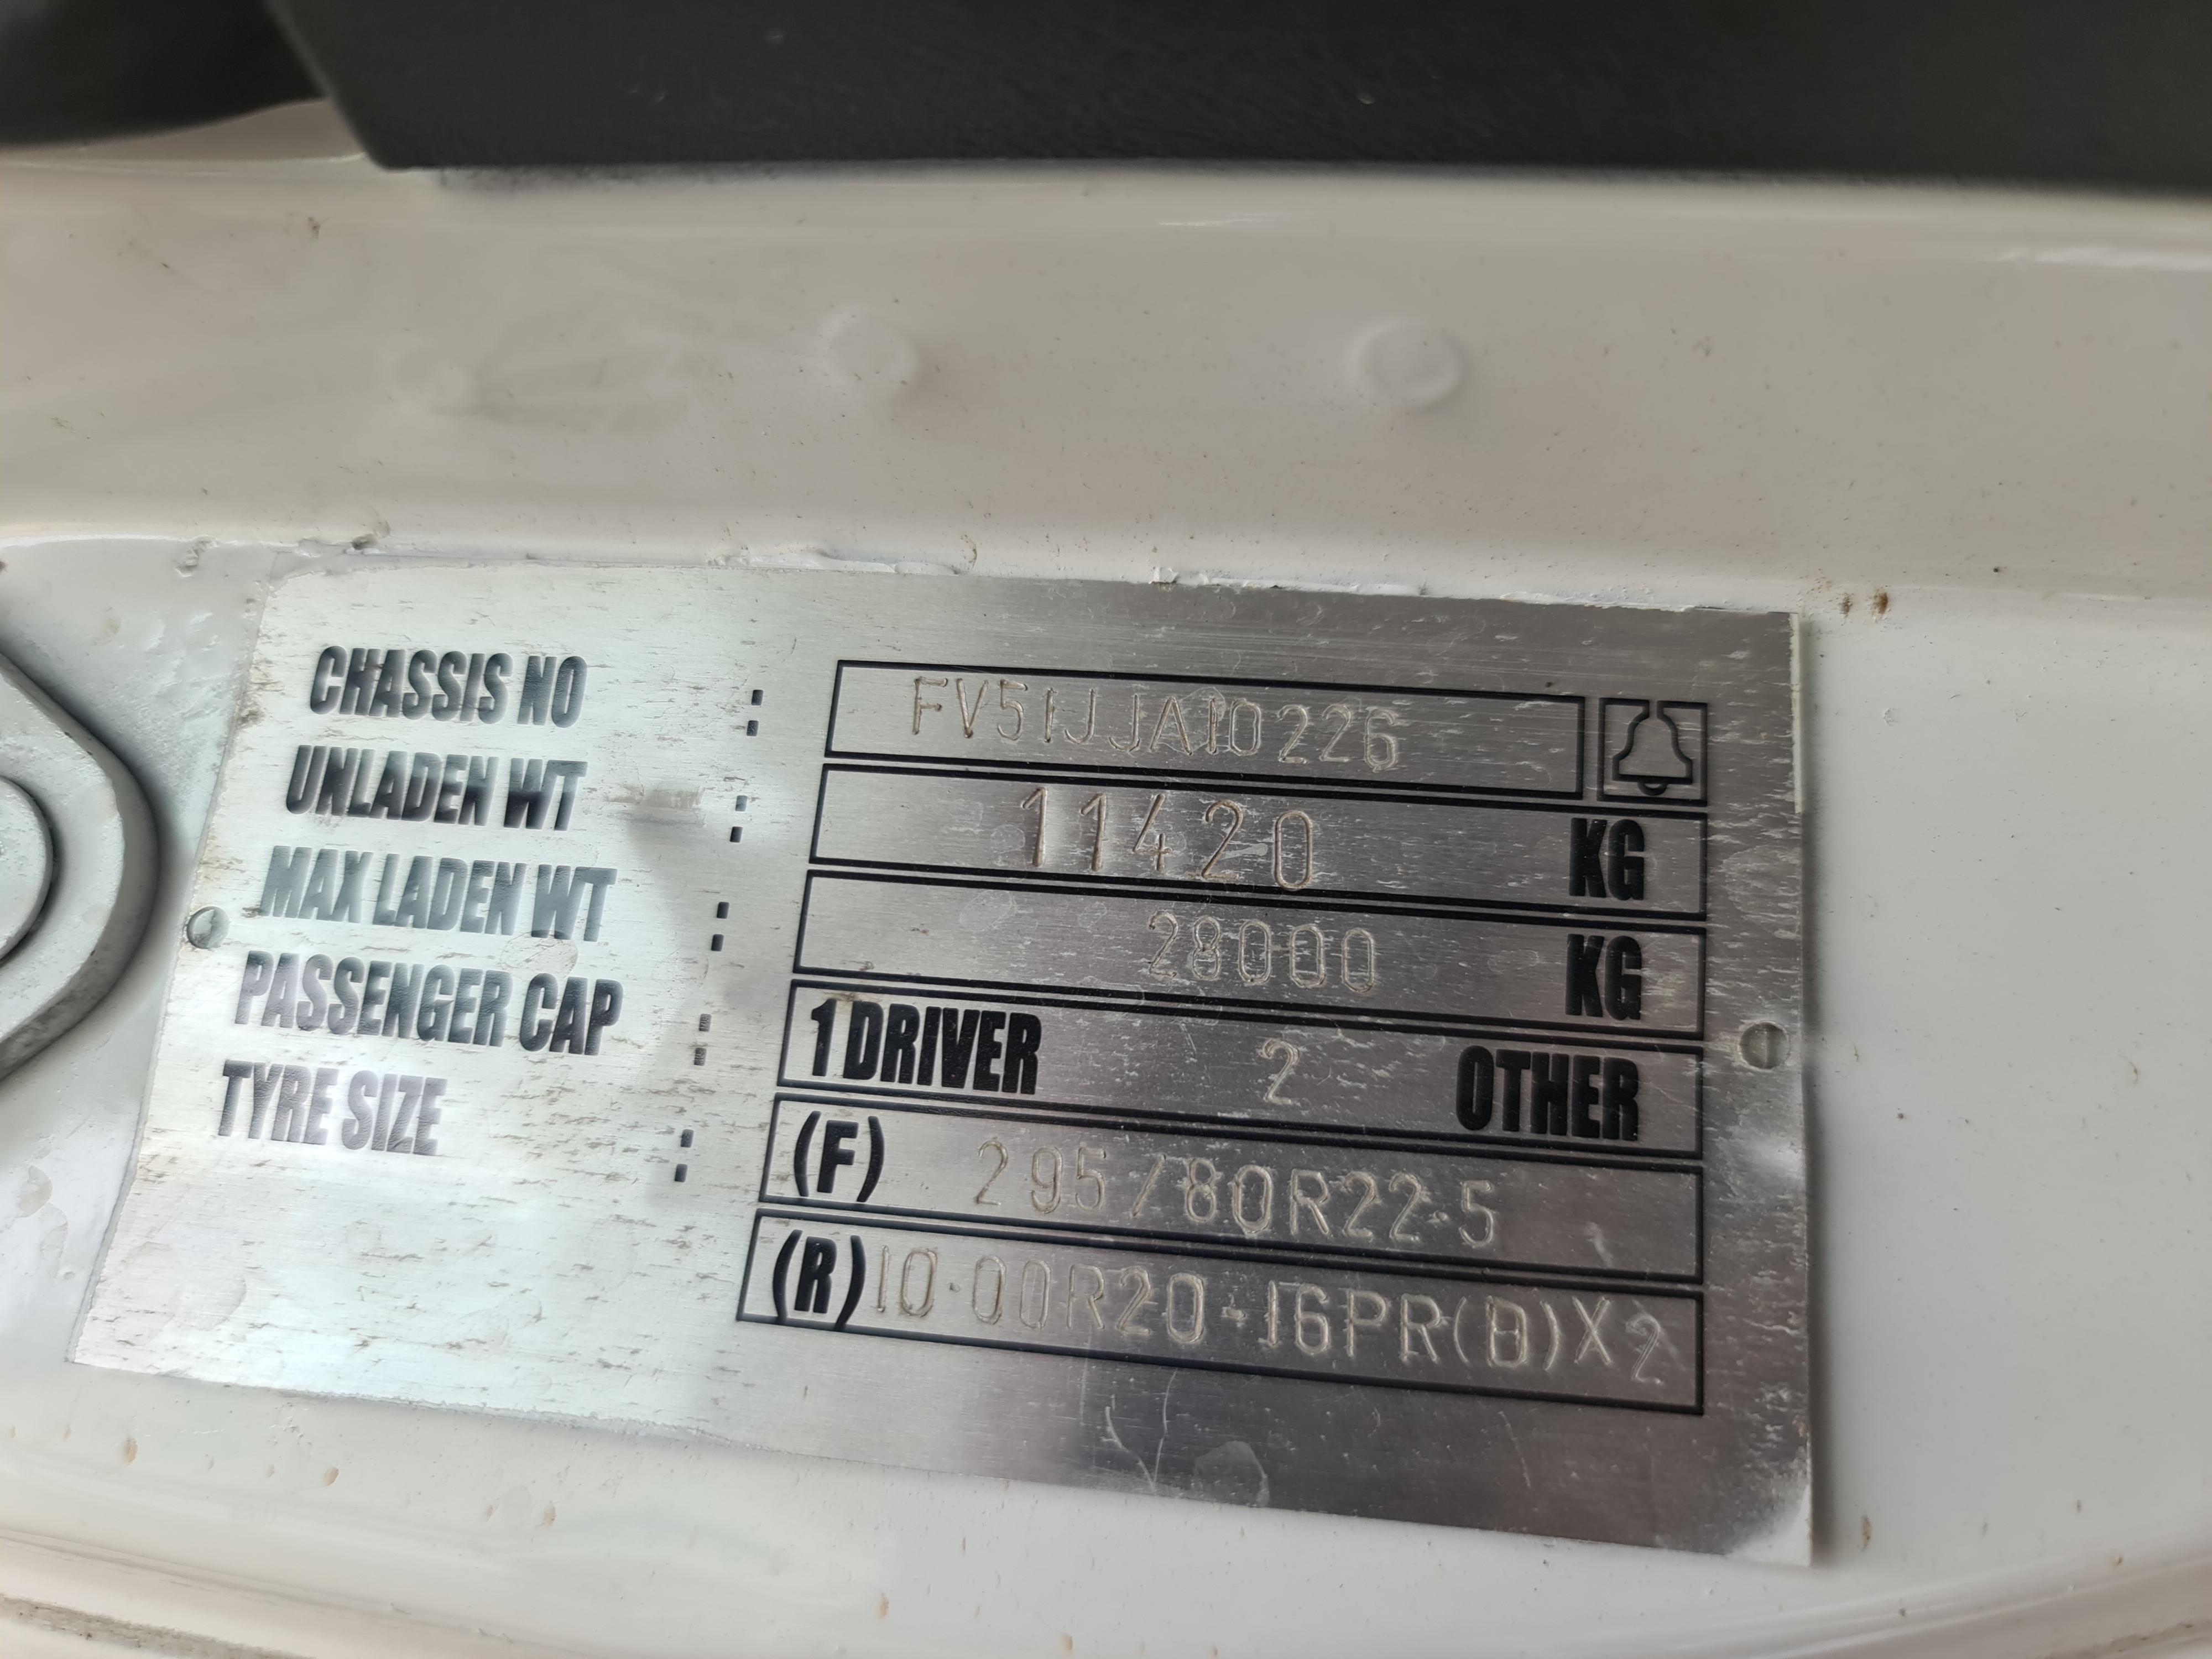 CHASSIS NO : FV51JJA10226
UNLADEN WT : 11420 KG
MAX LADEN WT : 28000 KG
PASSENGER CAP : 1 DRIVER 2 OTHER
TYRE SIZE : (F) 295/80R22.5
(R) 10.00R20-16PR(D)X2